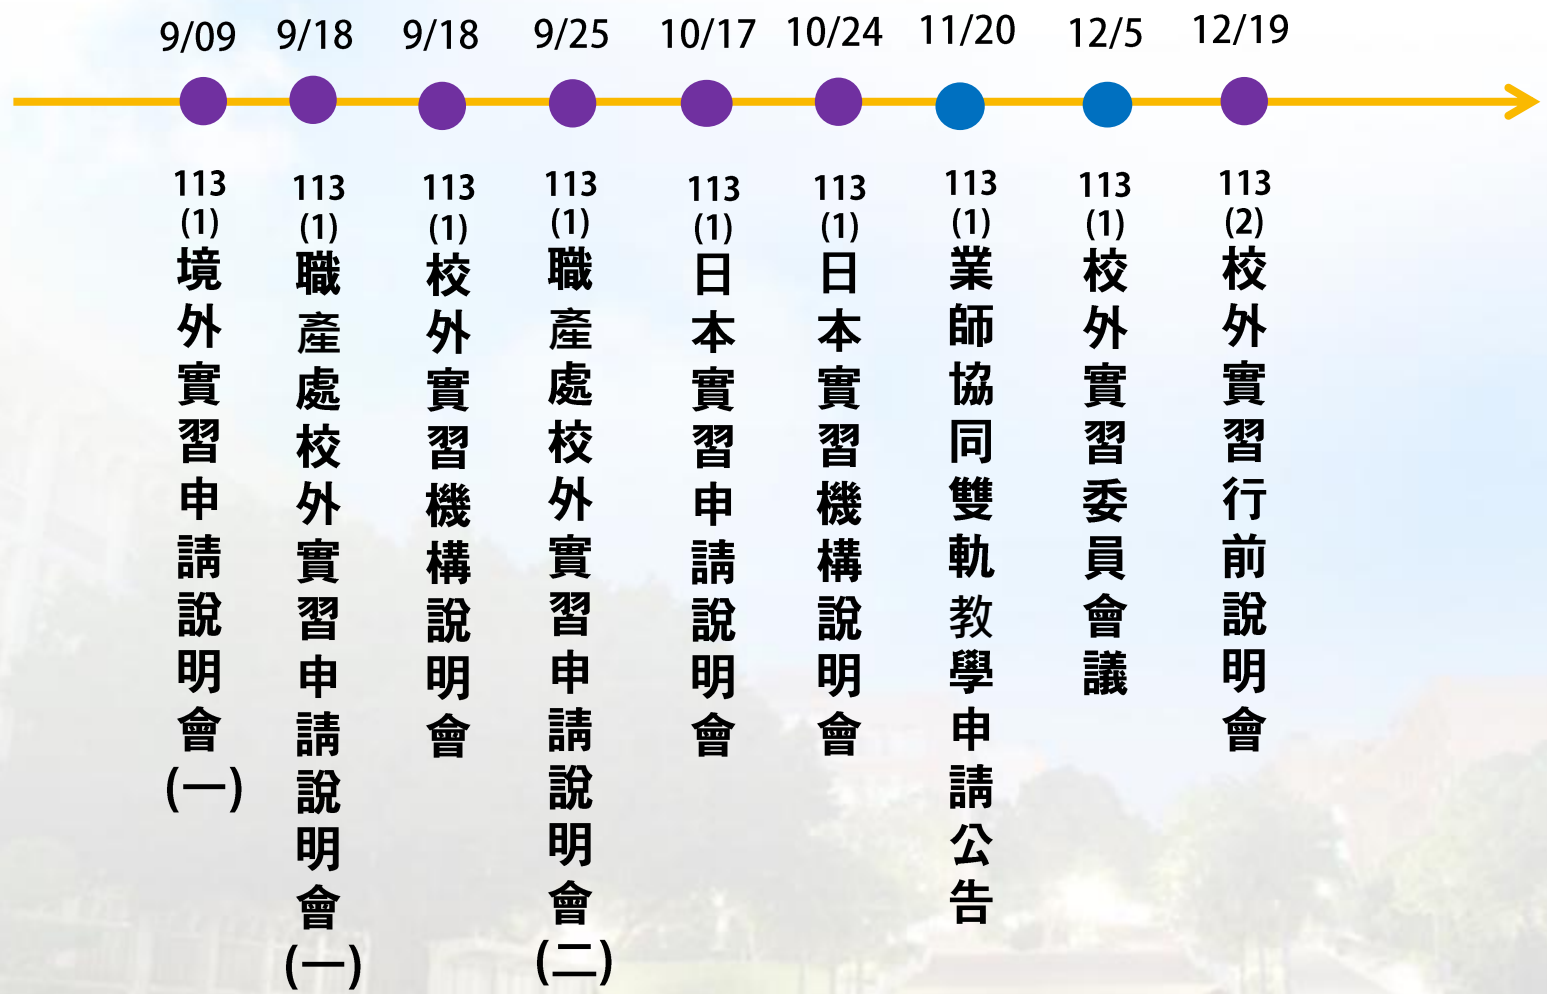 9/09
9/18
9/18
9/25
10/17
10/24
11/20
12/5
12/19
113
(1)
境外實習申請說明會
(一)
113
(1)
職產處校外實習申請說明會
(一)
113
(1)
校外實習機構說明會
113
(1)
職產處校外實習申請說明會
(二)
113
(1)
日本實習申請說明會
113
(1)
日本實習機構說明會
113
(1)
業師協同雙軌教學申請公告
113
(1)
校外實習委員會議
113
(2)
校外實習行前說明會